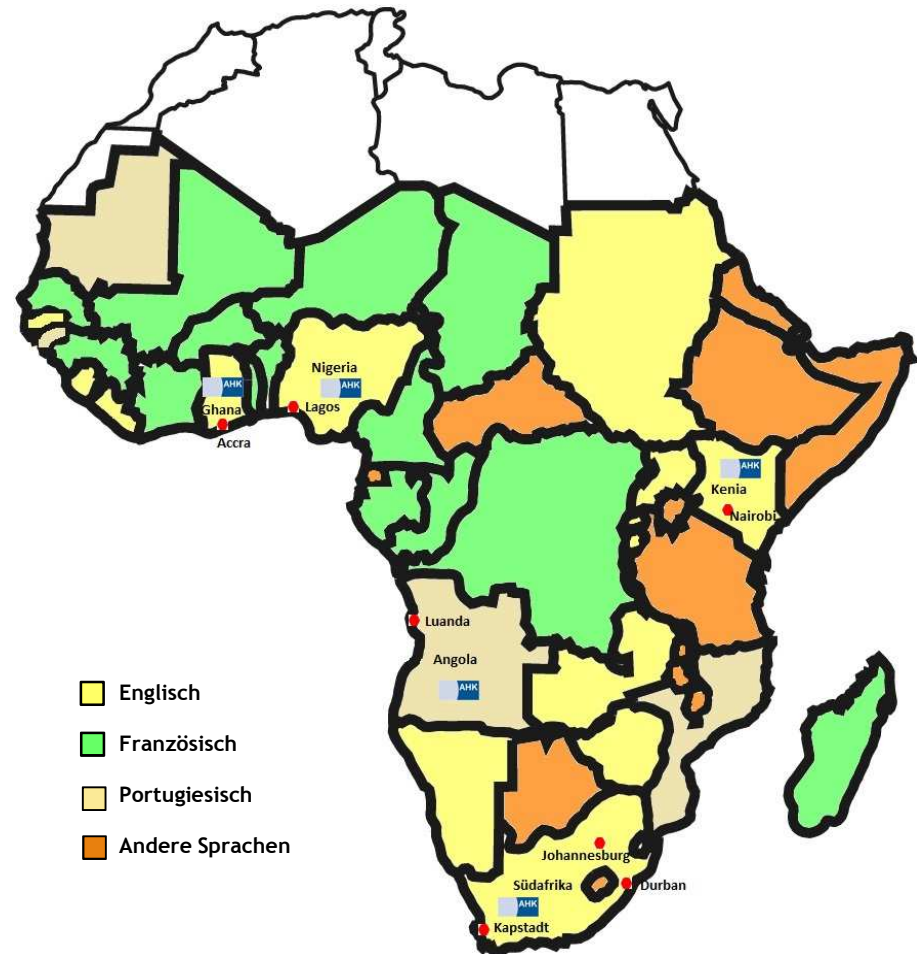 Nigeria
AHK
AHK
Ghana
Lagos
Accra
AHK
Kenia
Nairobi
Luanda
Angola
AHK
Englisch
Französisch
Portugiesisch
Andere Sprachen
Johannesburg
Südafrika
Durban
AHK
Kapstadt